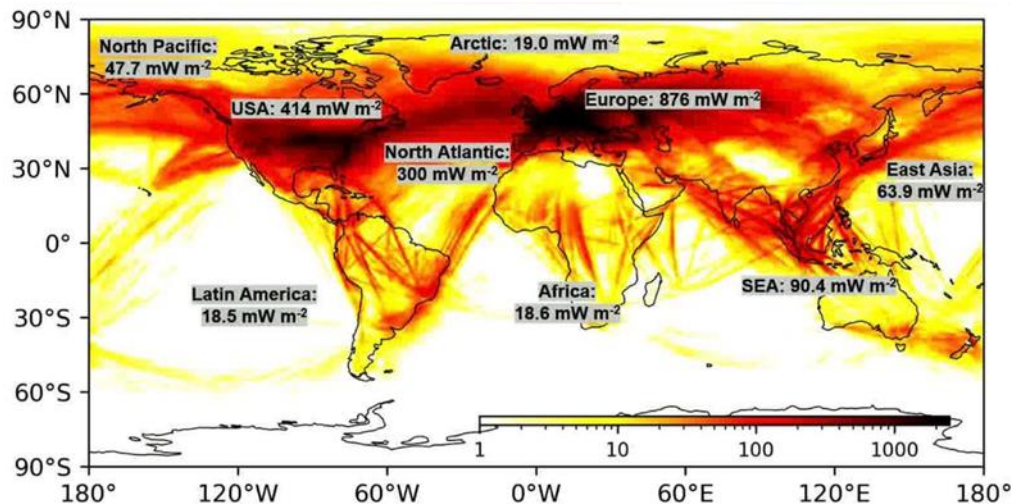 90°N
60°N
30°N
0°
30°S
60°S
90°S
North Pacific:
47.7 mW m⁻²
Arctic: 19.0 mW m⁻²
USA: 414 mW m⁻²
Europe: 876 mW m⁻²
North Atlantic:
300 mW m⁻²
East Asia:
63.9 mW m⁻²
Latin America:
18.5 mW m⁻²
Africa:
18.6 mW m⁻²
SEA: 90.4 mW m⁻²
1 10 100 1000
180° 120°W 60°W 0°W 60°E 120°E 180°